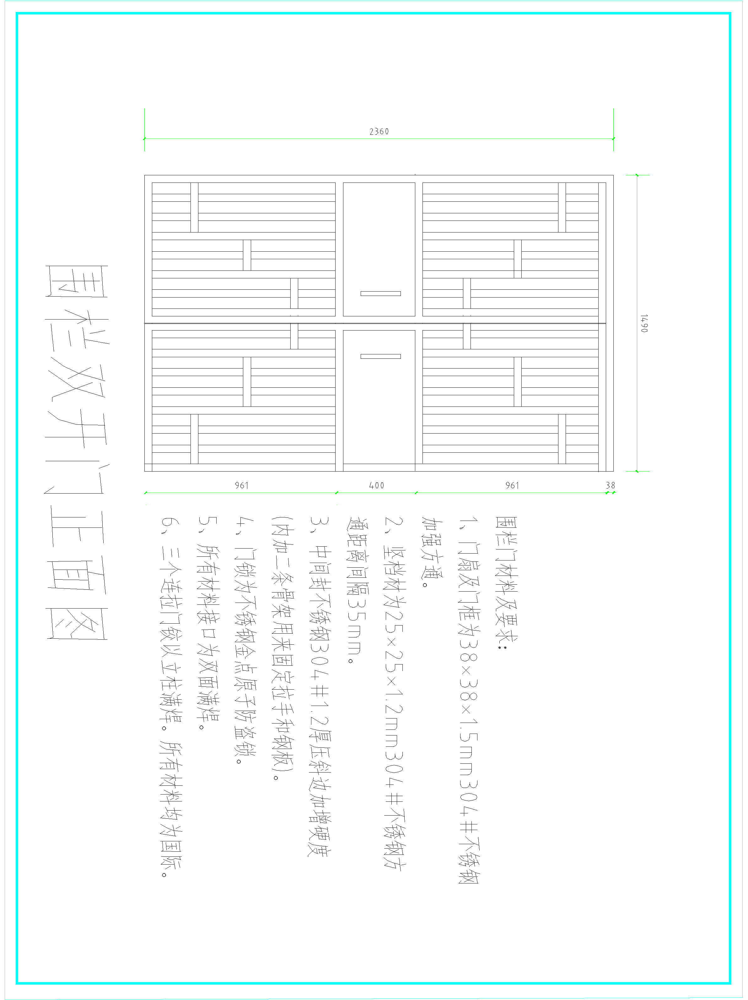 2360
1490
961
400
961
38
围栏门材料及要求:
1、门扇及门框为38×38×1.5mm304#不锈钢
加强方通。
2、坚档材为25×25×1.2mm304#不锈钢方
通距离间隔35mm。
3、中间封不锈钢304#1.2厚压斜边加增硬度
(内加二条骨架用来固定拉手和钢板)。
4、门锁为不锈钢金点原子防盗锁。
5、所有材料接口为双面满焊。
6、三个连拉门铰以立柱满焊。所有材料均为国际。
围栏双开门正面图